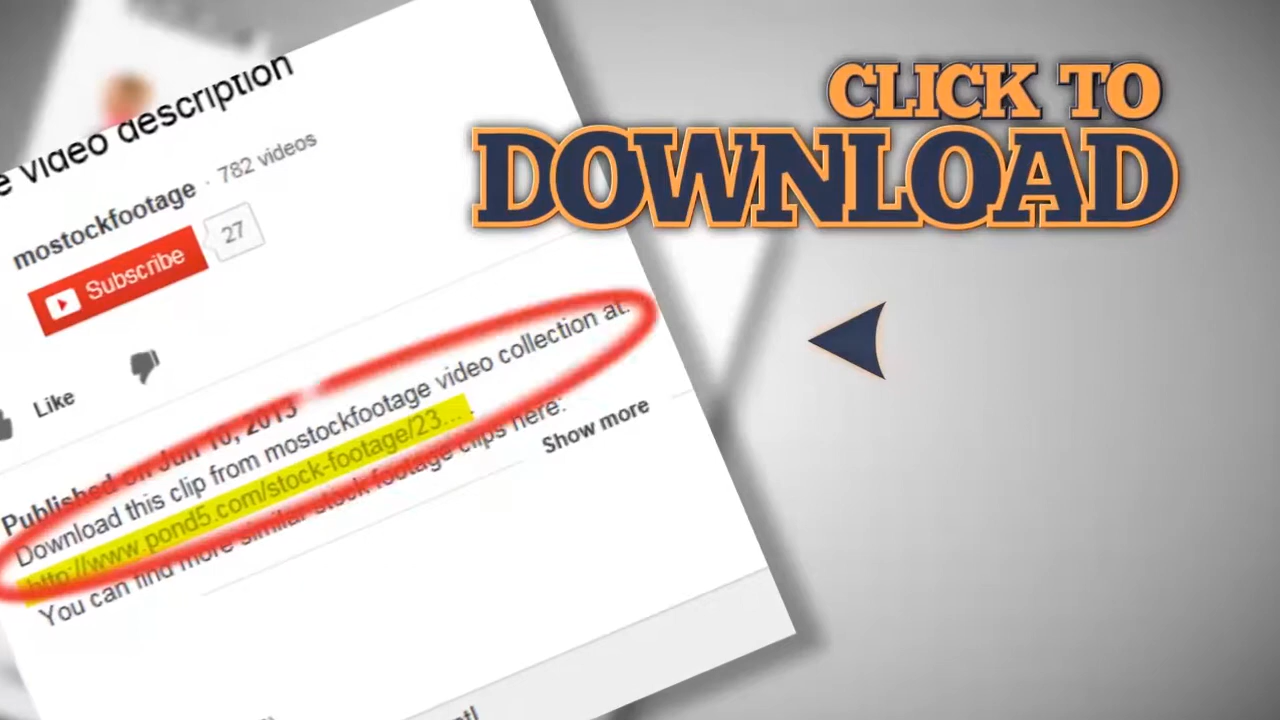 CLICK TO
DOWNLOAD
e video description
mostockfootage · 782 videos
Subscribe 27
Like
Published on Jun 10, 2013
Download this clip from mostockfootage video collection at:
http://www.pond5.com/stock-footage/23...
You can find more similar stock footage clips here:
Show more